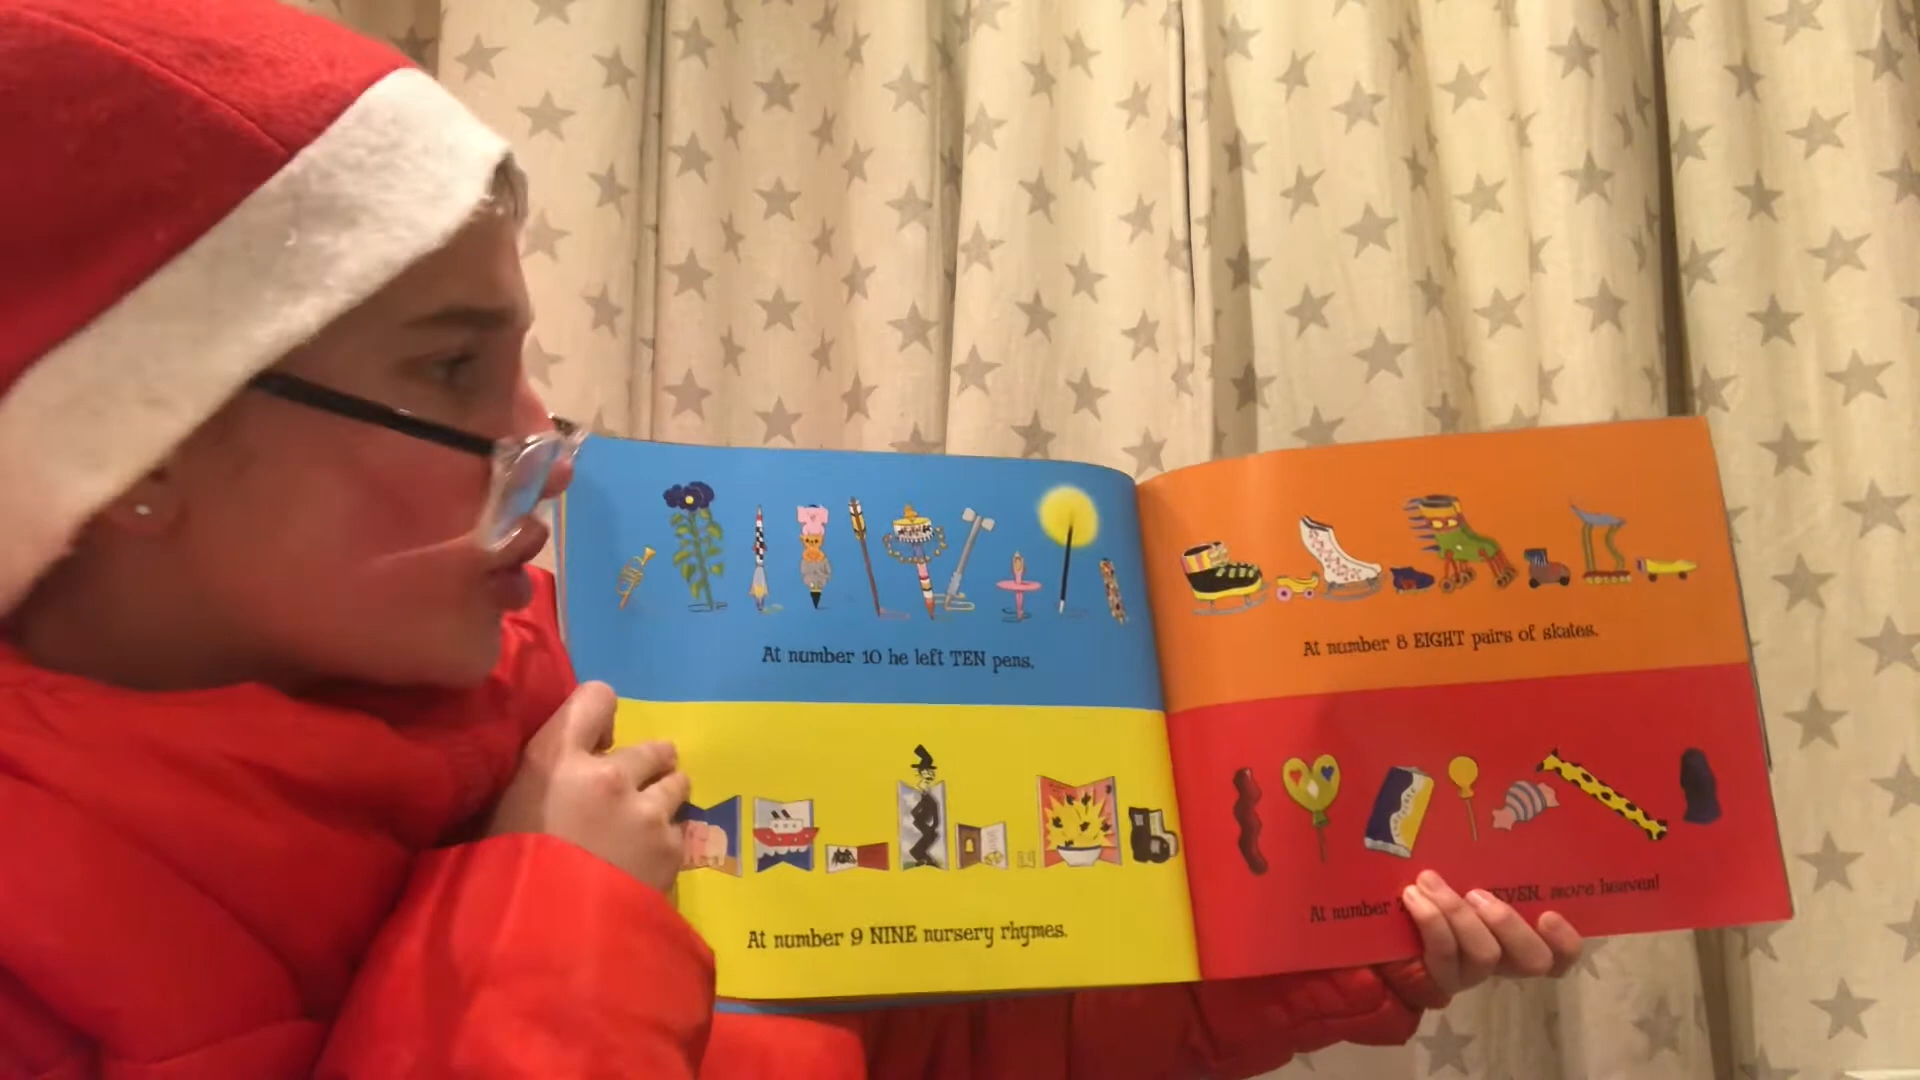 At number 10 he left TEN pens.
At number 9 NINE nursery rhymes.
At number 8 EIGHT pairs of skates.
At number more heaven!